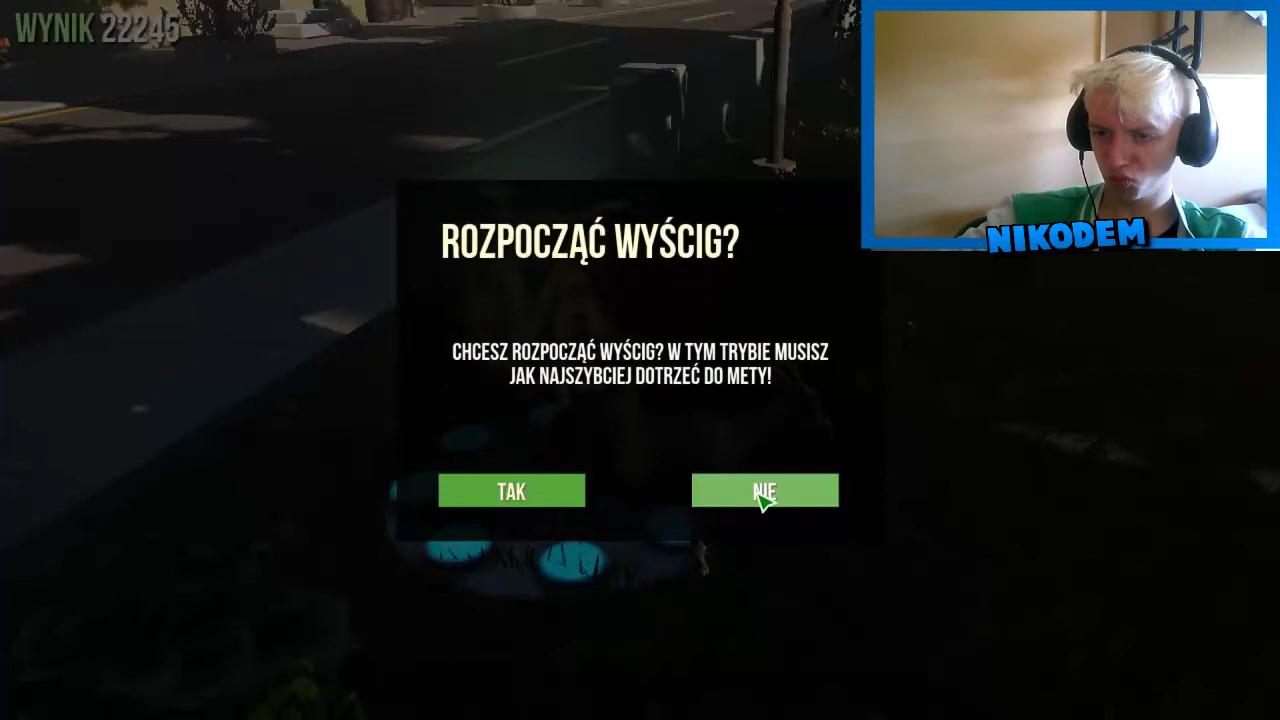 WYNIK 22245
NIKODEM
ROZPOCZĄĆ WYŚCIG?
CHCESZ ROZPOCZĄĆ WYŚCIG? W TYM TRYBIE MUSISZ
JAK NAJSZYBCIEJ DOTRZEĆ DO METY!
TAK
NIE